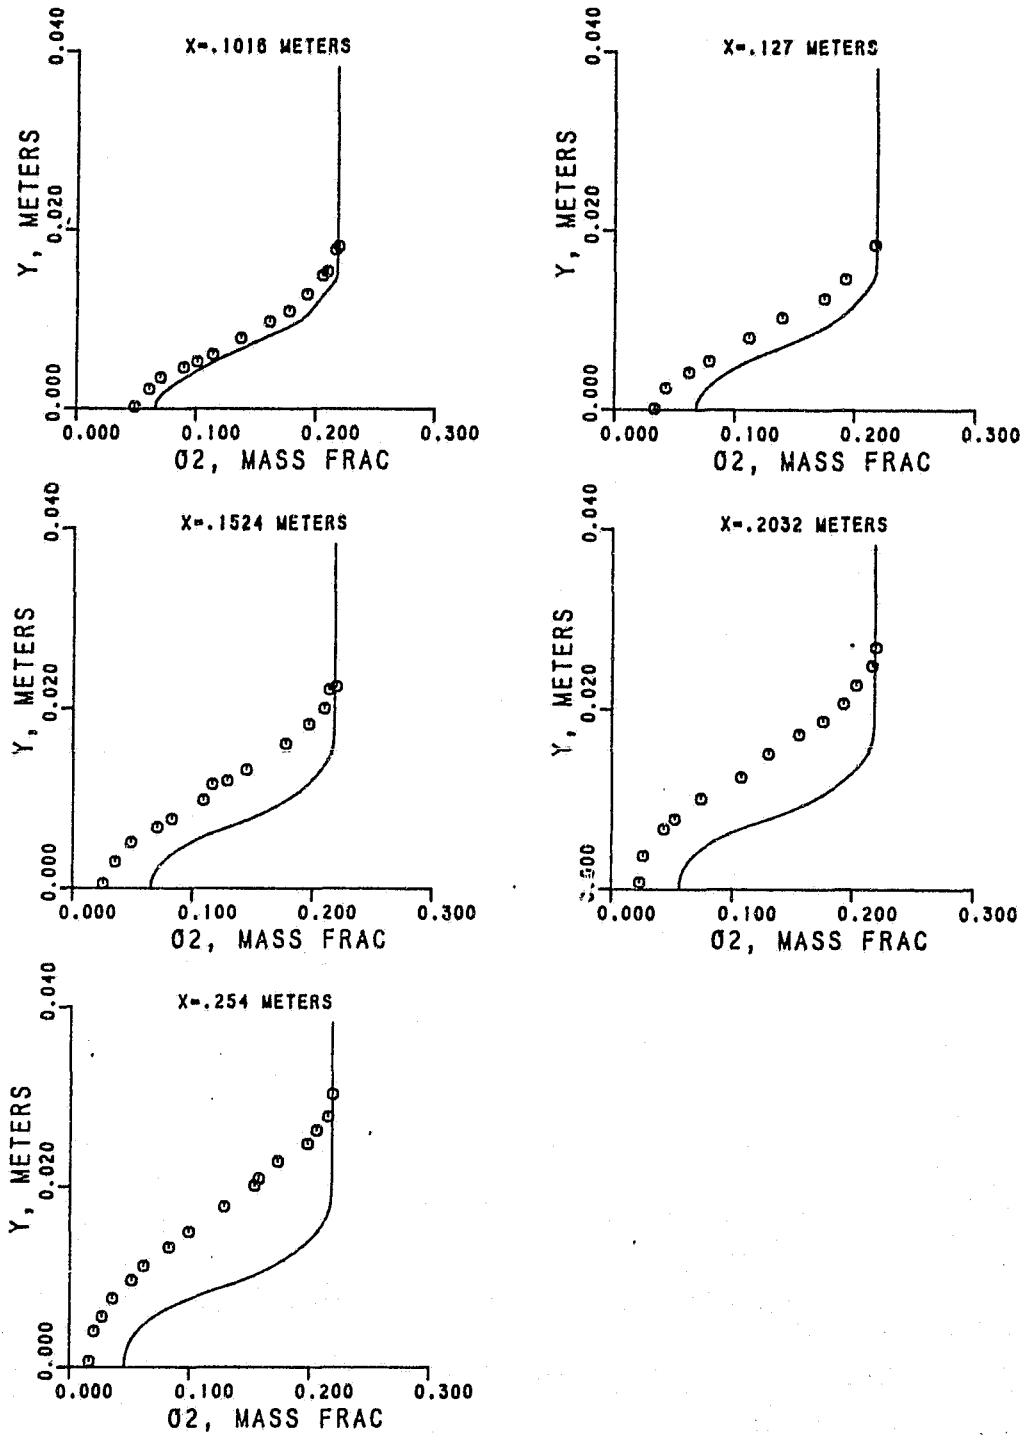 X=.1016 METERS
0.040
0.020
0.000
Y, METERS
0.000 0.100 0.200 0.300
O2, MASS FRAC
X=.127 METERS
0.040
0.020
0.000
Y, METERS
0.000 0.100 0.200 0.300
O2, MASS FRAC
X=.1524 METERS
0.040
0.020
0.000
Y, METERS
0.000 0.100 0.200 0.300
O2, MASS FRAC
X=.2032 METERS
0.040
0.020
0.000
Y, METERS
0.000 0.100 0.200 0.300
O2, MASS FRAC
X=.254 METERS
0.040
0.020
0.000
Y, METERS
0.000 0.100 0.200 0.300
O2, MASS FRAC